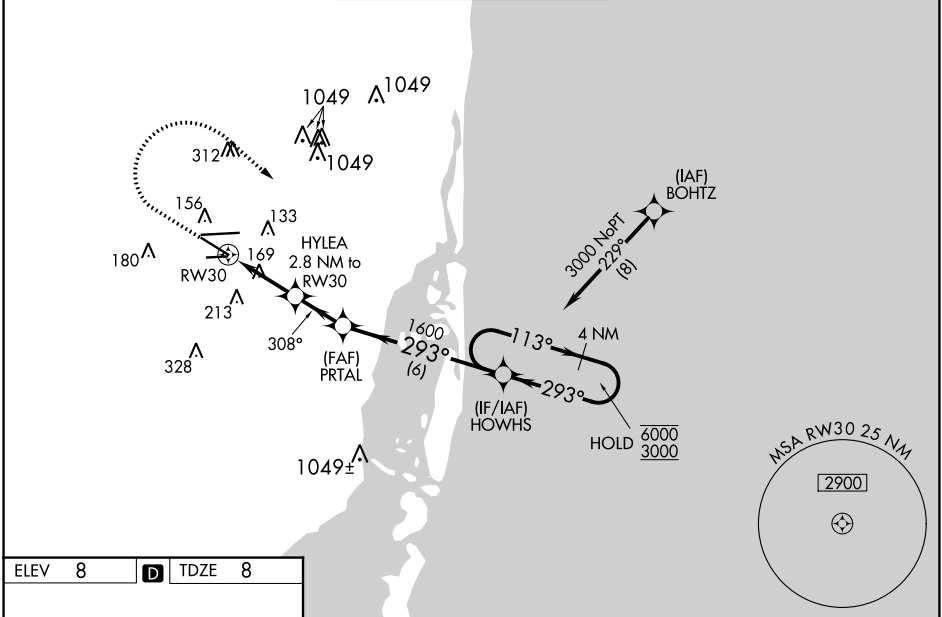 1049
1049
1049
312
(IAF)
BOHTZ
156
133
3000 NoPT
229°
(8)
HYLEA
2.8 NM to
RW30
180
169
RW30
213
308°
1600
293°
(6)
113°
4 NM
328
(FAF)
PRTAL
293°
(IF/IAF)
HOWHS
HOLD
6000
3000
MSA RW30 25 NM
1049±
2900
ELEV 8
D
TDZE 8